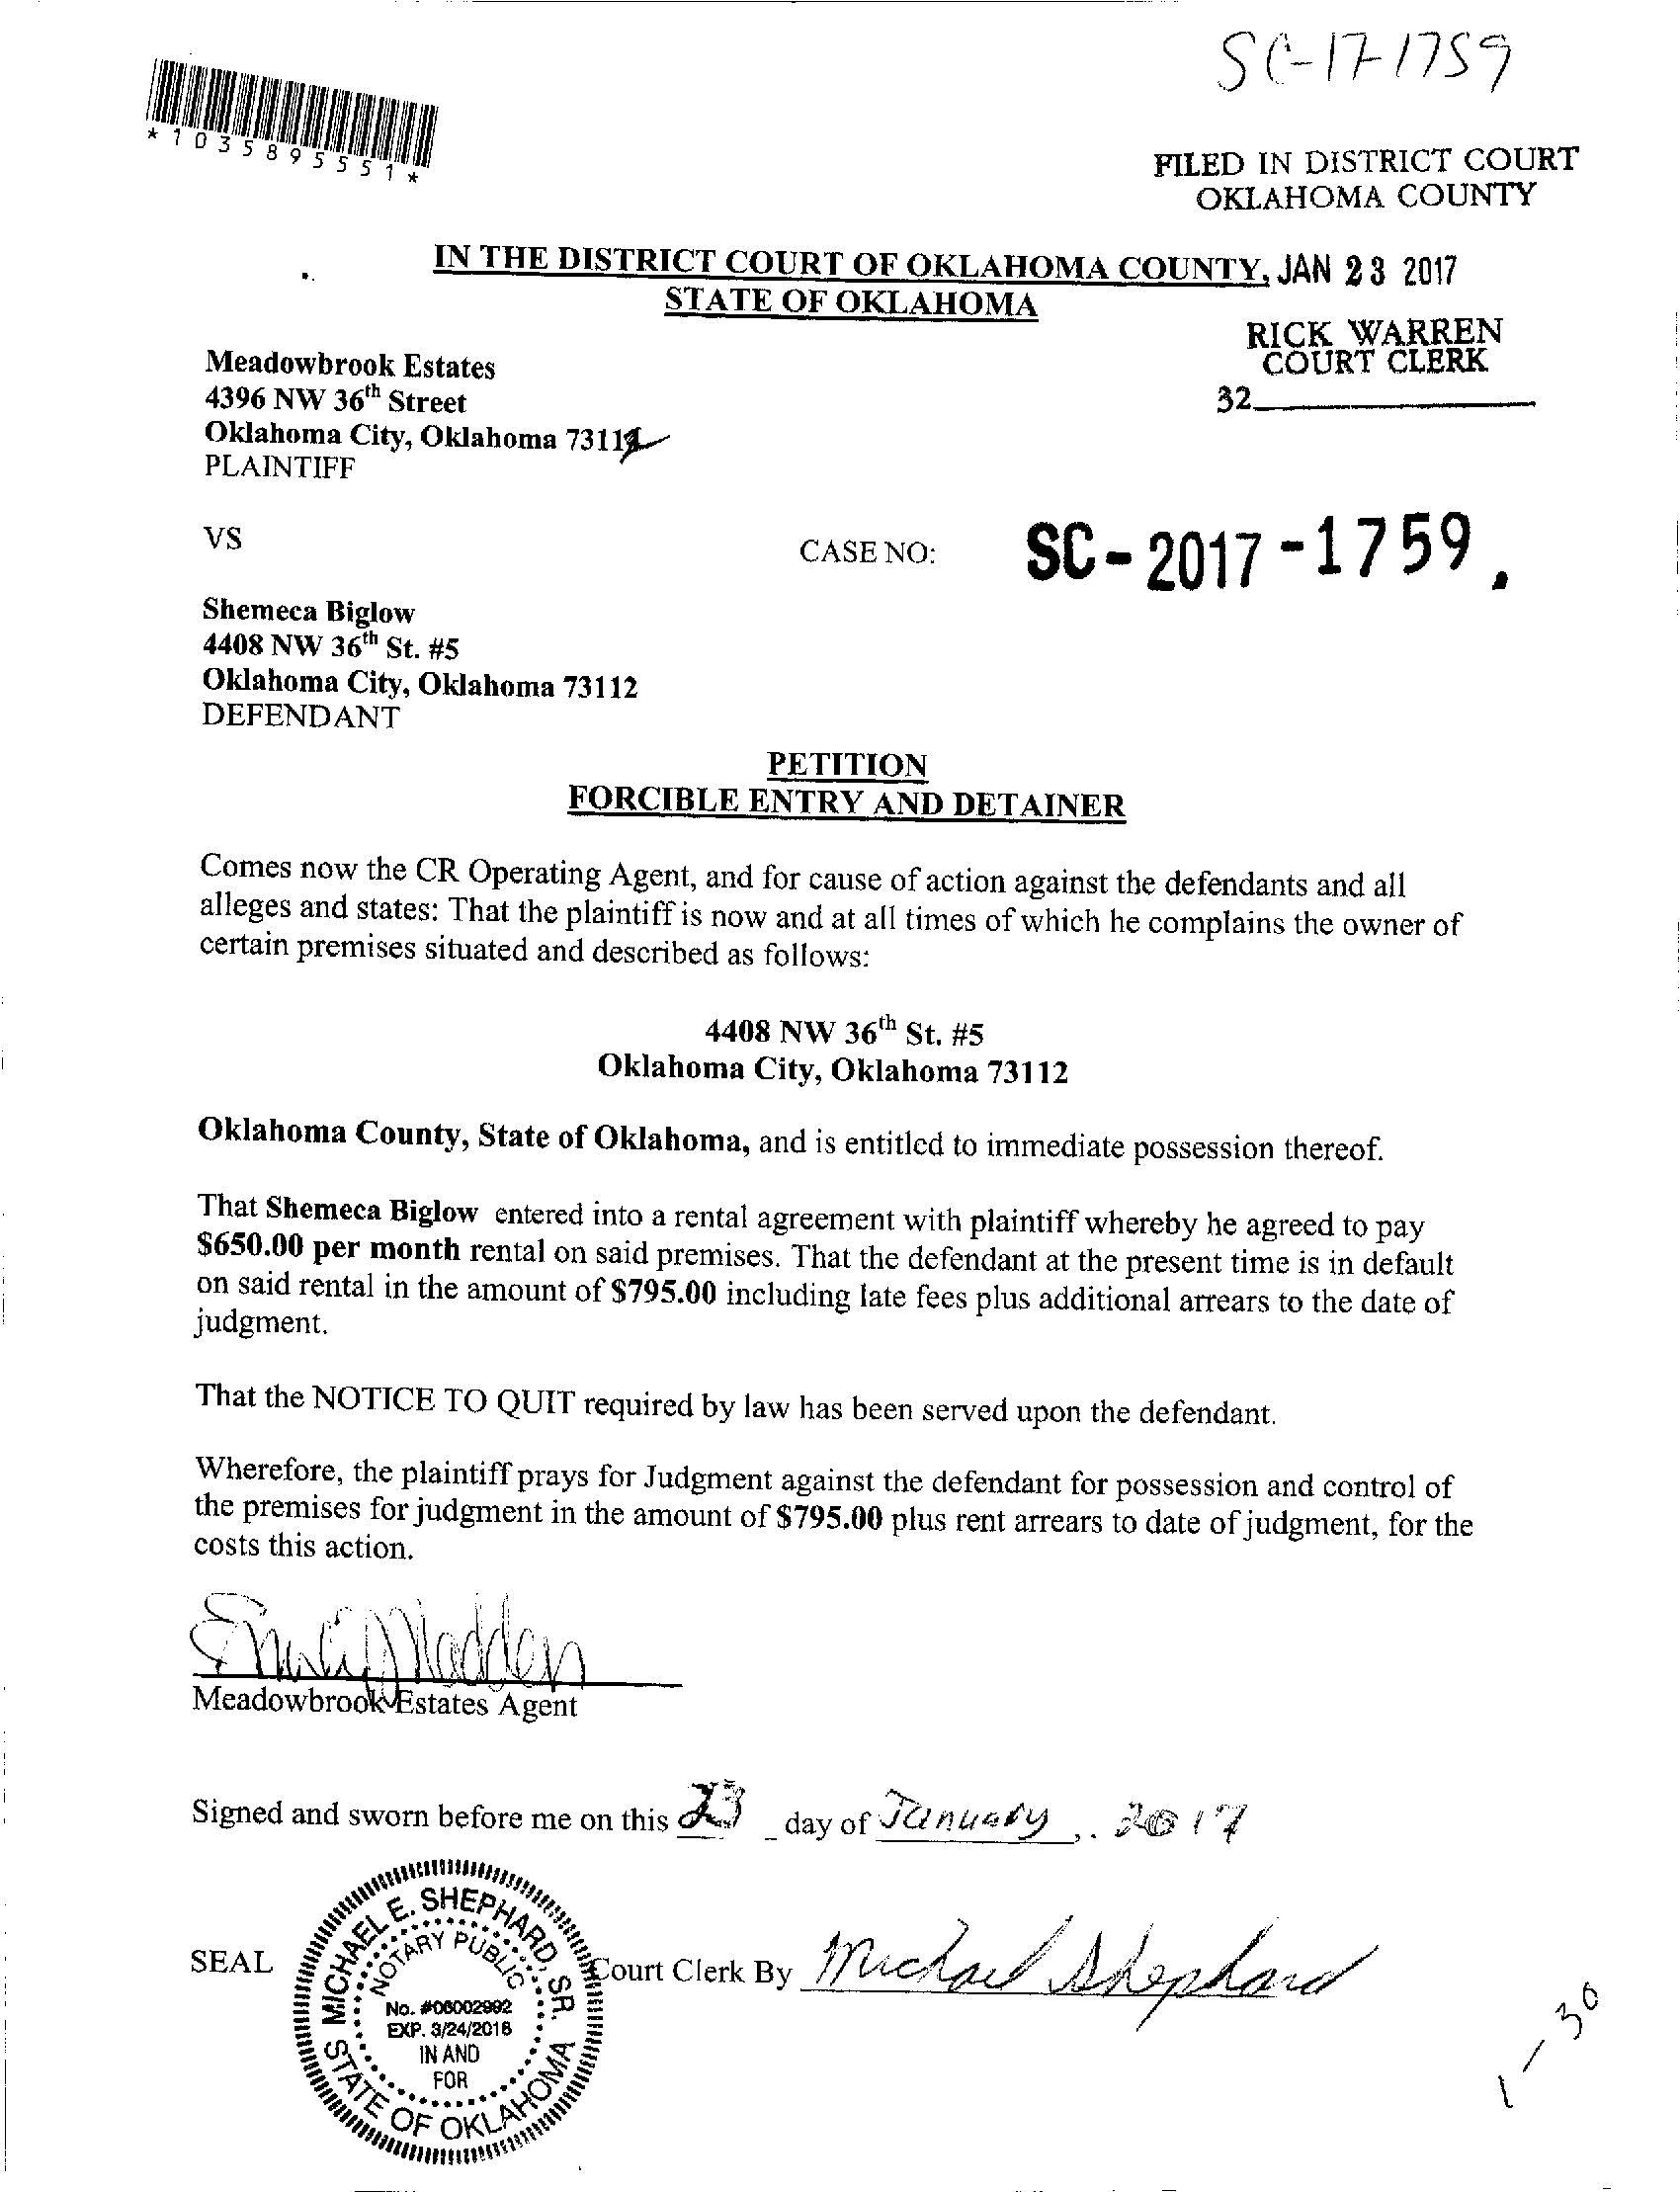 SC-17-1759
*1035895551*
FILED IN DISTRICT COURT
OKLAHOMA COUNTY
IN THE DISTRICT COURT OF OKLAHOMA COUNTY, JAN 23 2017
STATE OF OKLAHOMA
RICK WARREN
COURT CLERK
32
Meadowbrook Estates
4396 NW 36th Street
Oklahoma City, Oklahoma 73112
PLAINTIFF
VS
CASE NO: SC-2017-1759.
Shemeca Biglow
4408 NW 36th St. #5
Oklahoma City, Oklahoma 73112
DEFENDANT
PETITION
FORCIBLE ENTRY AND DETAINER
Comes now the CR Operating Agent, and for cause of action against the defendants and all
alleges and states: That the plaintiff is now and at all times of which he complains the owner of
certain premises situated and described as follows:
4408 NW 36th St. #5
Oklahoma City, Oklahoma 73112
Oklahoma County, State of Oklahoma, and is entitled to immediate possession thereof.
That Shemeca Biglow entered into a rental agreement with plaintiff whereby he agreed to pay
$650.00 per month rental on said premises. That the defendant at the present time is in default
on said rental in the amount of $795.00 including late fees plus additional arrears to the date of
judgment.
That the NOTICE TO QUIT required by law has been served upon the defendant.
Wherefore, the plaintiff prays for Judgment against the defendant for possession and control of
the premises for judgment in the amount of $795.00 plus rent arrears to date of judgment, for the
costs this action.
Madden
Meadowbrook Estates Agent
Signed and sworn before me on this 23 day of January, 2017
SEAL
MICHAEL E. SHEPHARD, SR.
NOTARY PUBLIC
No. #06002992
EXP. 3/24/2018
IN AND
FOR
STATE OF OKLAHOMA
Court Clerk By Michael Shephard
1-30